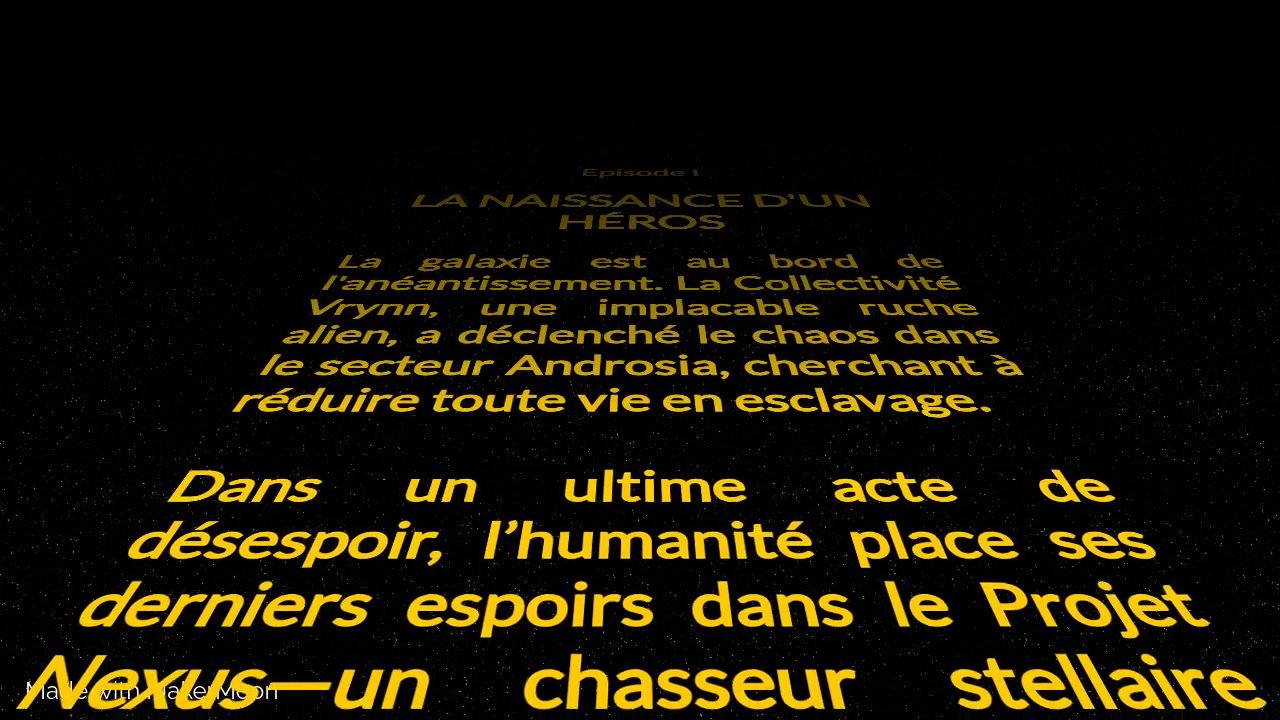 Episode I
LA NAISSANCE D'UN
HÉROS
La galaxie est au bord de
l'anéantissement. La Collectivité
Vrynn, une implacable ruche
alien, a déclenché le chaos dans
le secteur Androsia, cherchant à
réduire toute vie en esclavage.
Dans un ultime acte de
désespoir, l’humanité place ses
derniers espoirs dans le Projet
Nexus—un chasseur stellaire
Made with